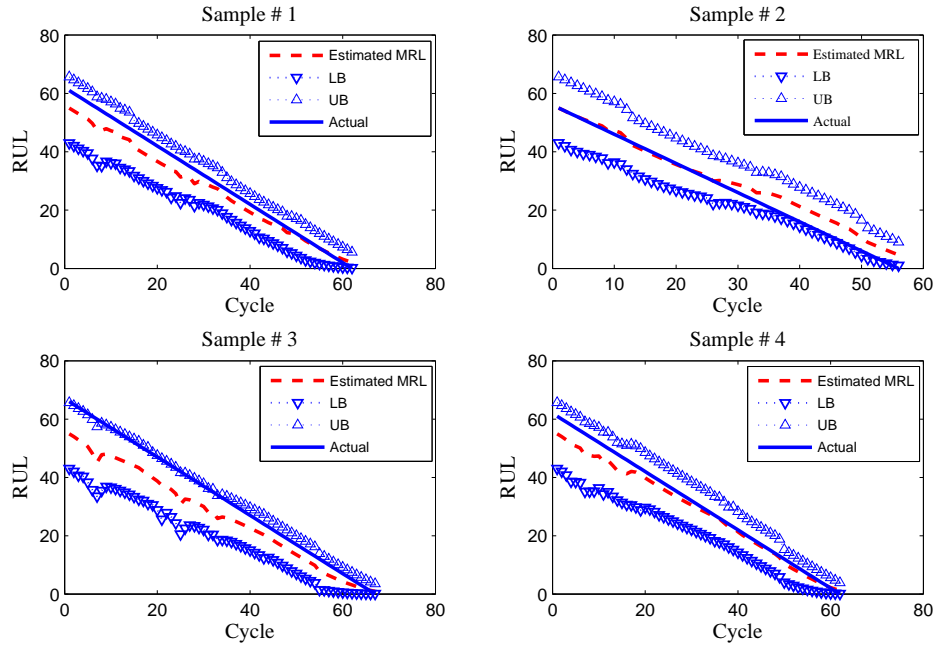 Sample # 1
80
60
40
20
0
RUL
0 20 40 60 80
Cycle
Estimated MRL
LB
UB
Actual
Sample # 2
80
60
40
20
0
RUL
0 10 20 30 40 50 60
Cycle
Estimated MRL
LB
UB
Actual
Sample # 3
80
60
40
20
0
RUL
0 20 40 60 80
Cycle
Estimated MRL
LB
UB
Actual
Sample # 4
80
60
40
20
0
RUL
0 20 40 60 80
Cycle
Estimated MRL
LB
UB
Actual